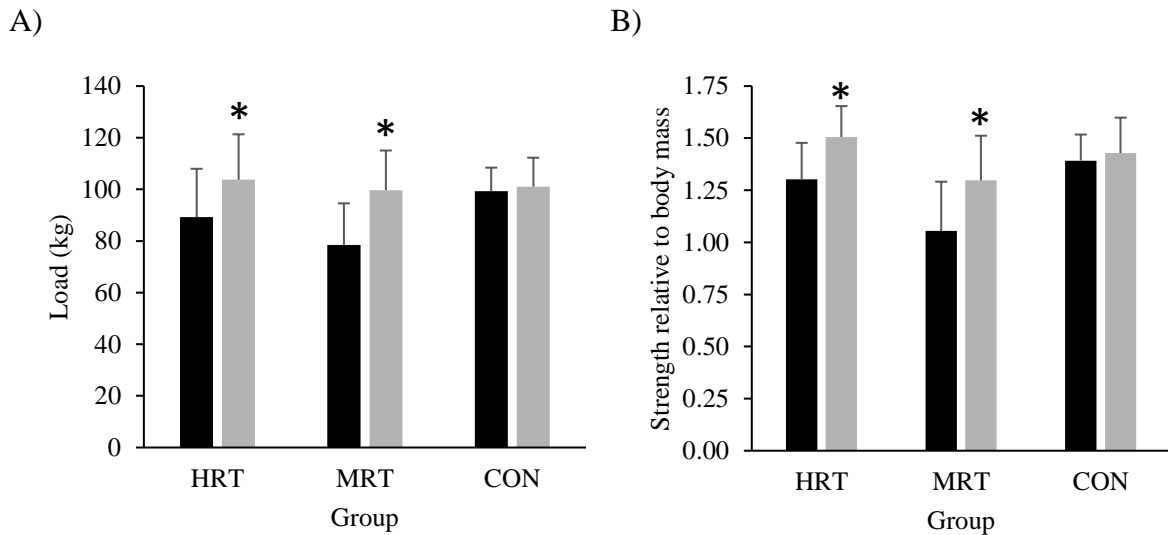 A)
Load (kg)
140
120
100
80
60
40
20
0
*
*
HRT MRT CON
Group
B)
Strength relative to body mass
1.75
1.50
1.25
1.00
0.75
0.50
0.25
0.00
*
*
HRT MRT CON
Group